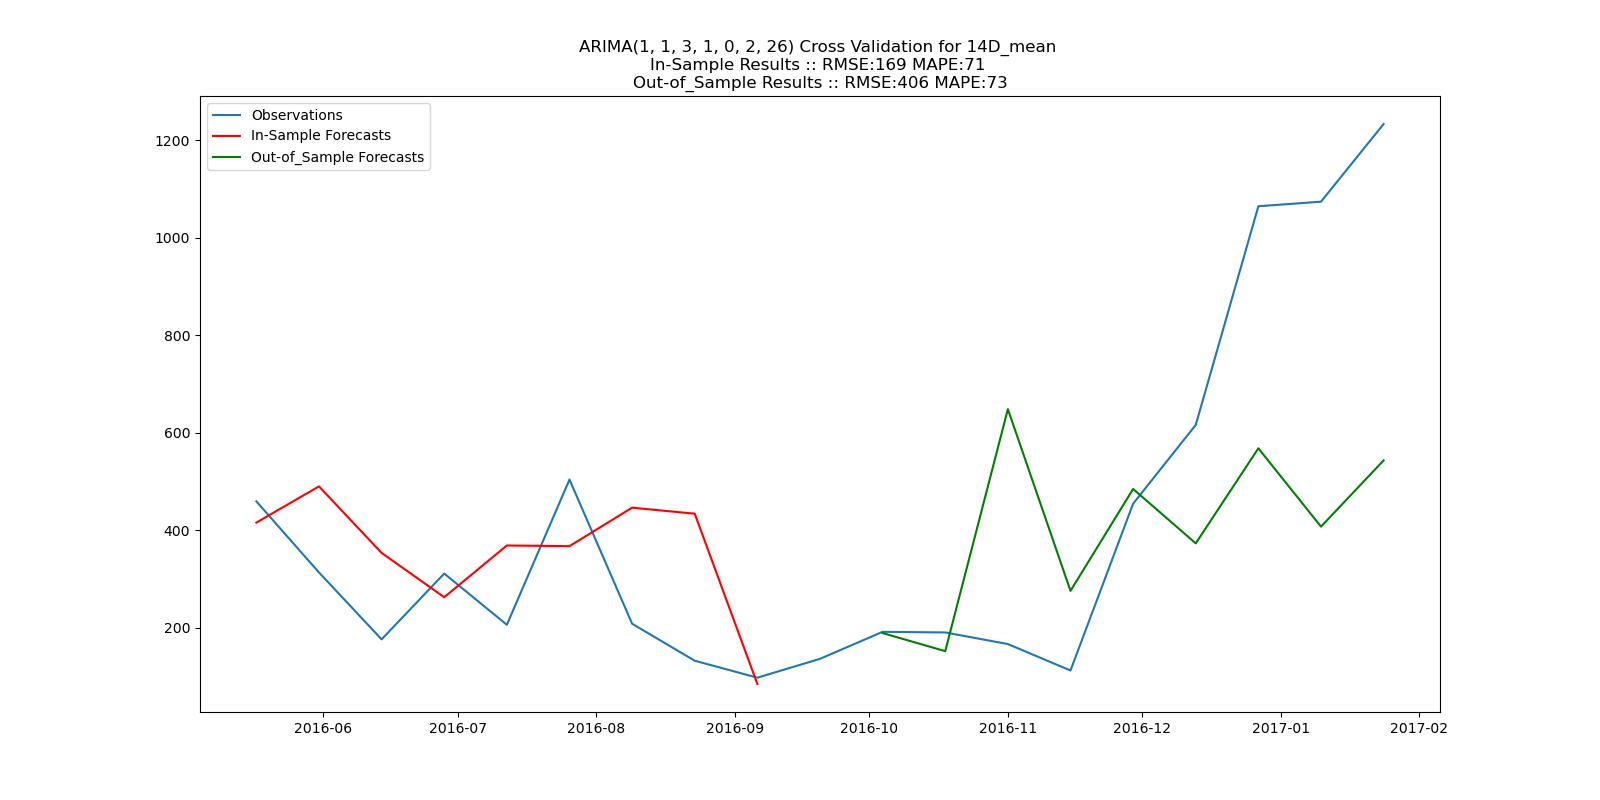 ARIMA(1, 1, 3, 1, 0, 2, 26) Cross Validation for 14D_mean
In-Sample Results :: RMSE:169 MAPE:71
Out-of_Sample Results :: RMSE:406 MAPE:73
Observations
In-Sample Forecasts
Out-of_Sample Forecasts
1200
1000
800
600
400
200
2016-06 2016-07 2016-08 2016-09 2016-10 2016-11 2016-12 2017-01 2017-02